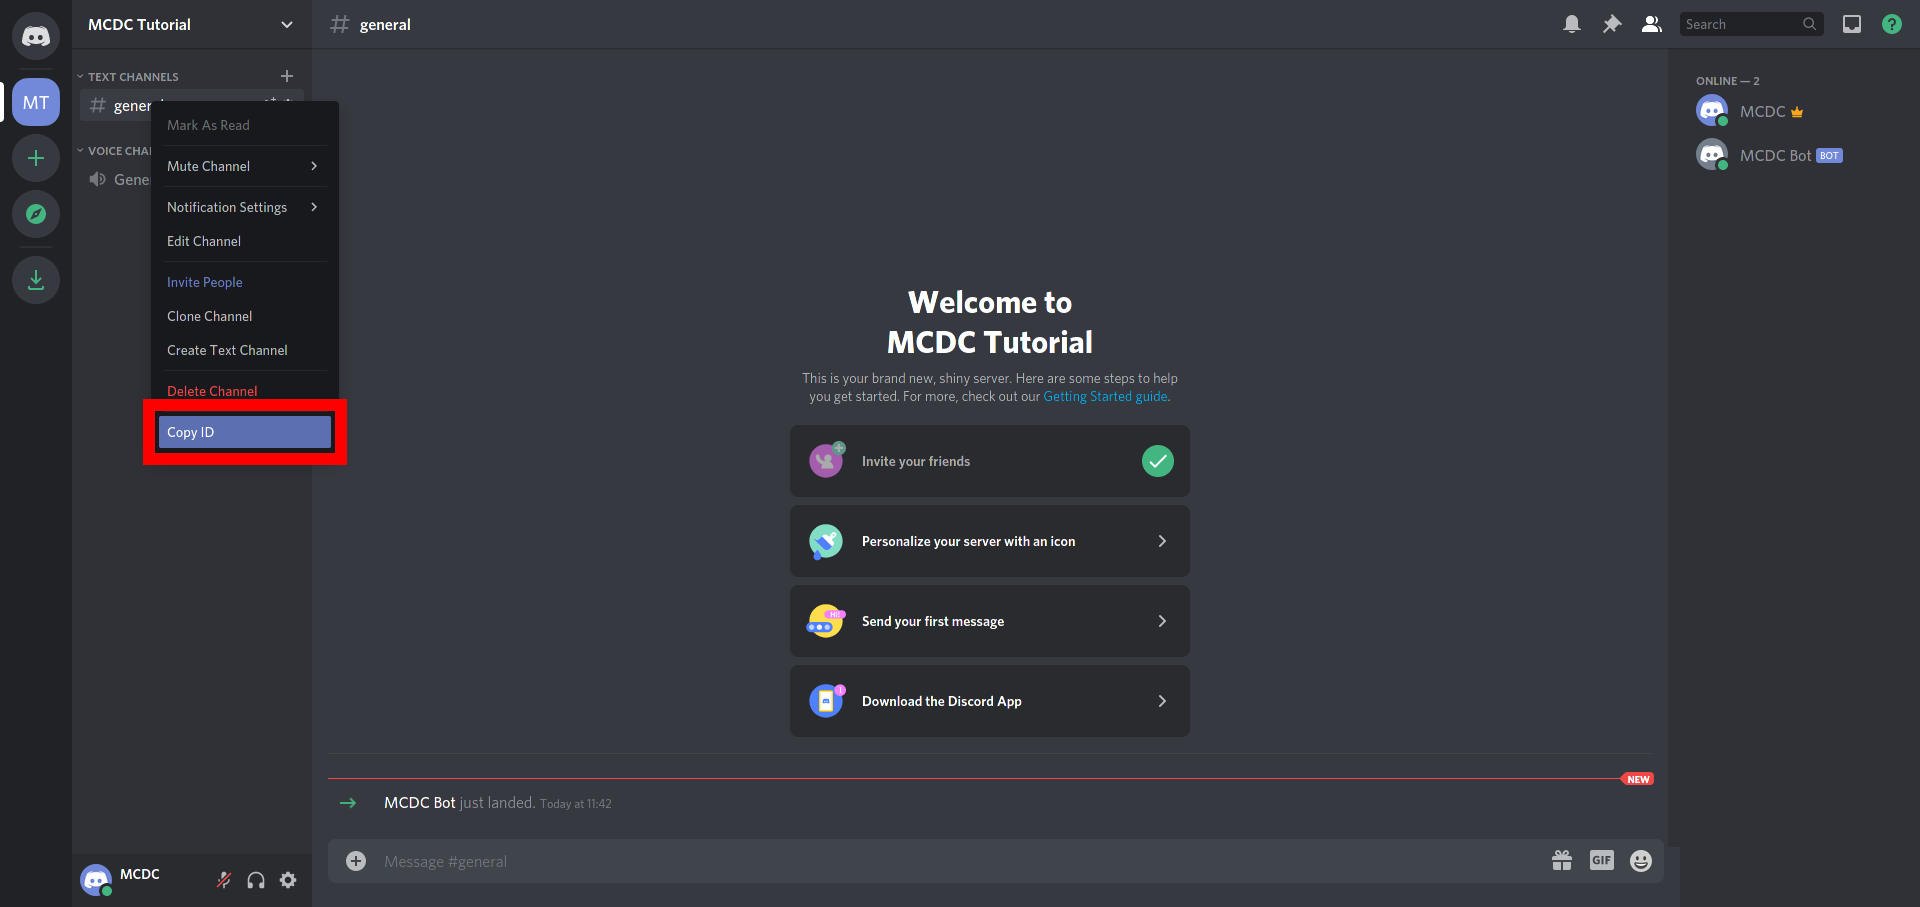 MCDC Tutorial
general
Search
MT
TEXT CHANNELS
general
VOICE CHA
Gene
Mark As Read
Mute Channel
Notification Settings
Edit Channel
Invite People
Clone Channel
Create Text Channel
Delete Channel
Copy ID
Welcome to
MCDC Tutorial
This is your brand new, shiny server. Here are some steps to help
you get started. For more, check out our Getting Started guide.
Invite your friends
Personalize your server with an icon
Send your first message
Download the Discord App
NEW
MCDC Bot just landed. Today at 11:42
Message #general
GIF
MCDC
ONLINE — 2
MCDC
MCDC Bot BOT